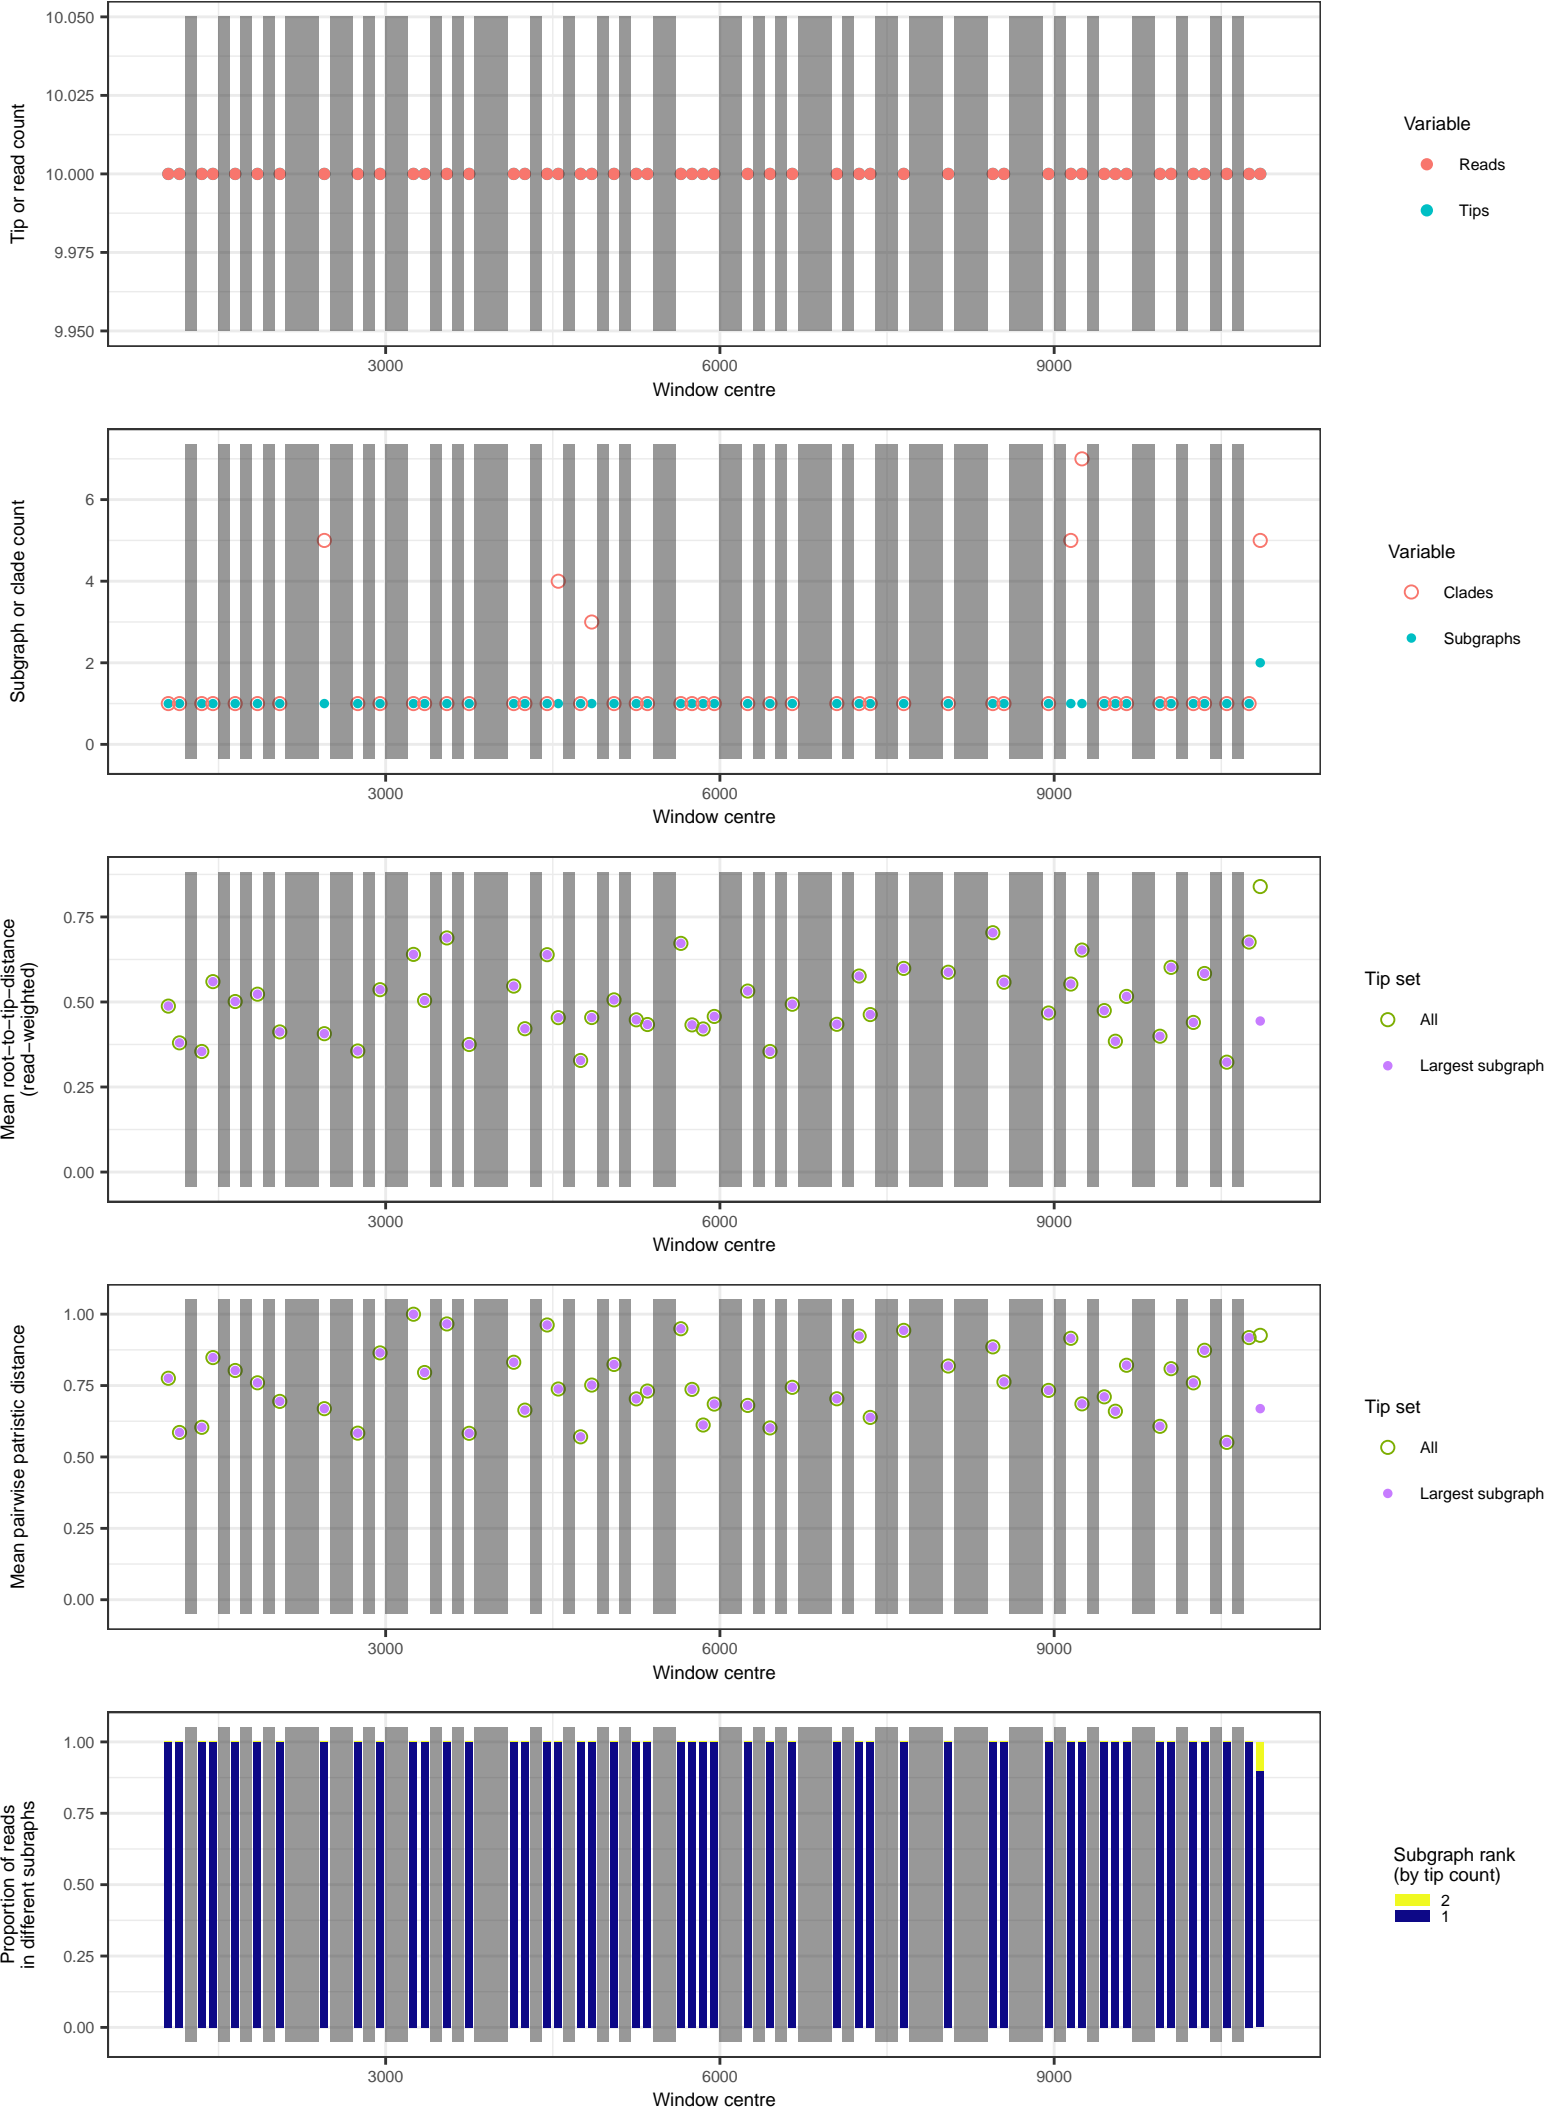 Tip or read count
10.050
10.025
10.000
9.975
9.950
3000 6000 9000
Window centre
Variable
Reads
Tips
Subgraph or clade count
6
4
2
0
3000 6000 9000
Window centre
Variable
Clades
Subgraphs
Mean root−to−tip−distance
(read−weighted)
0.75
0.50
0.25
0.00
3000 6000 9000
Window centre
Tip set
All
Largest subgraph
Mean pairwise patristic distance
1.00
0.75
0.50
0.25
0.00
3000 6000 9000
Window centre
Tip set
All
Largest subgraph
Proportion of reads
in different subraphs
1.00
0.75
0.50
0.25
0.00
3000 6000 9000
Window centre
Subgraph rank
(by tip count)
2
1